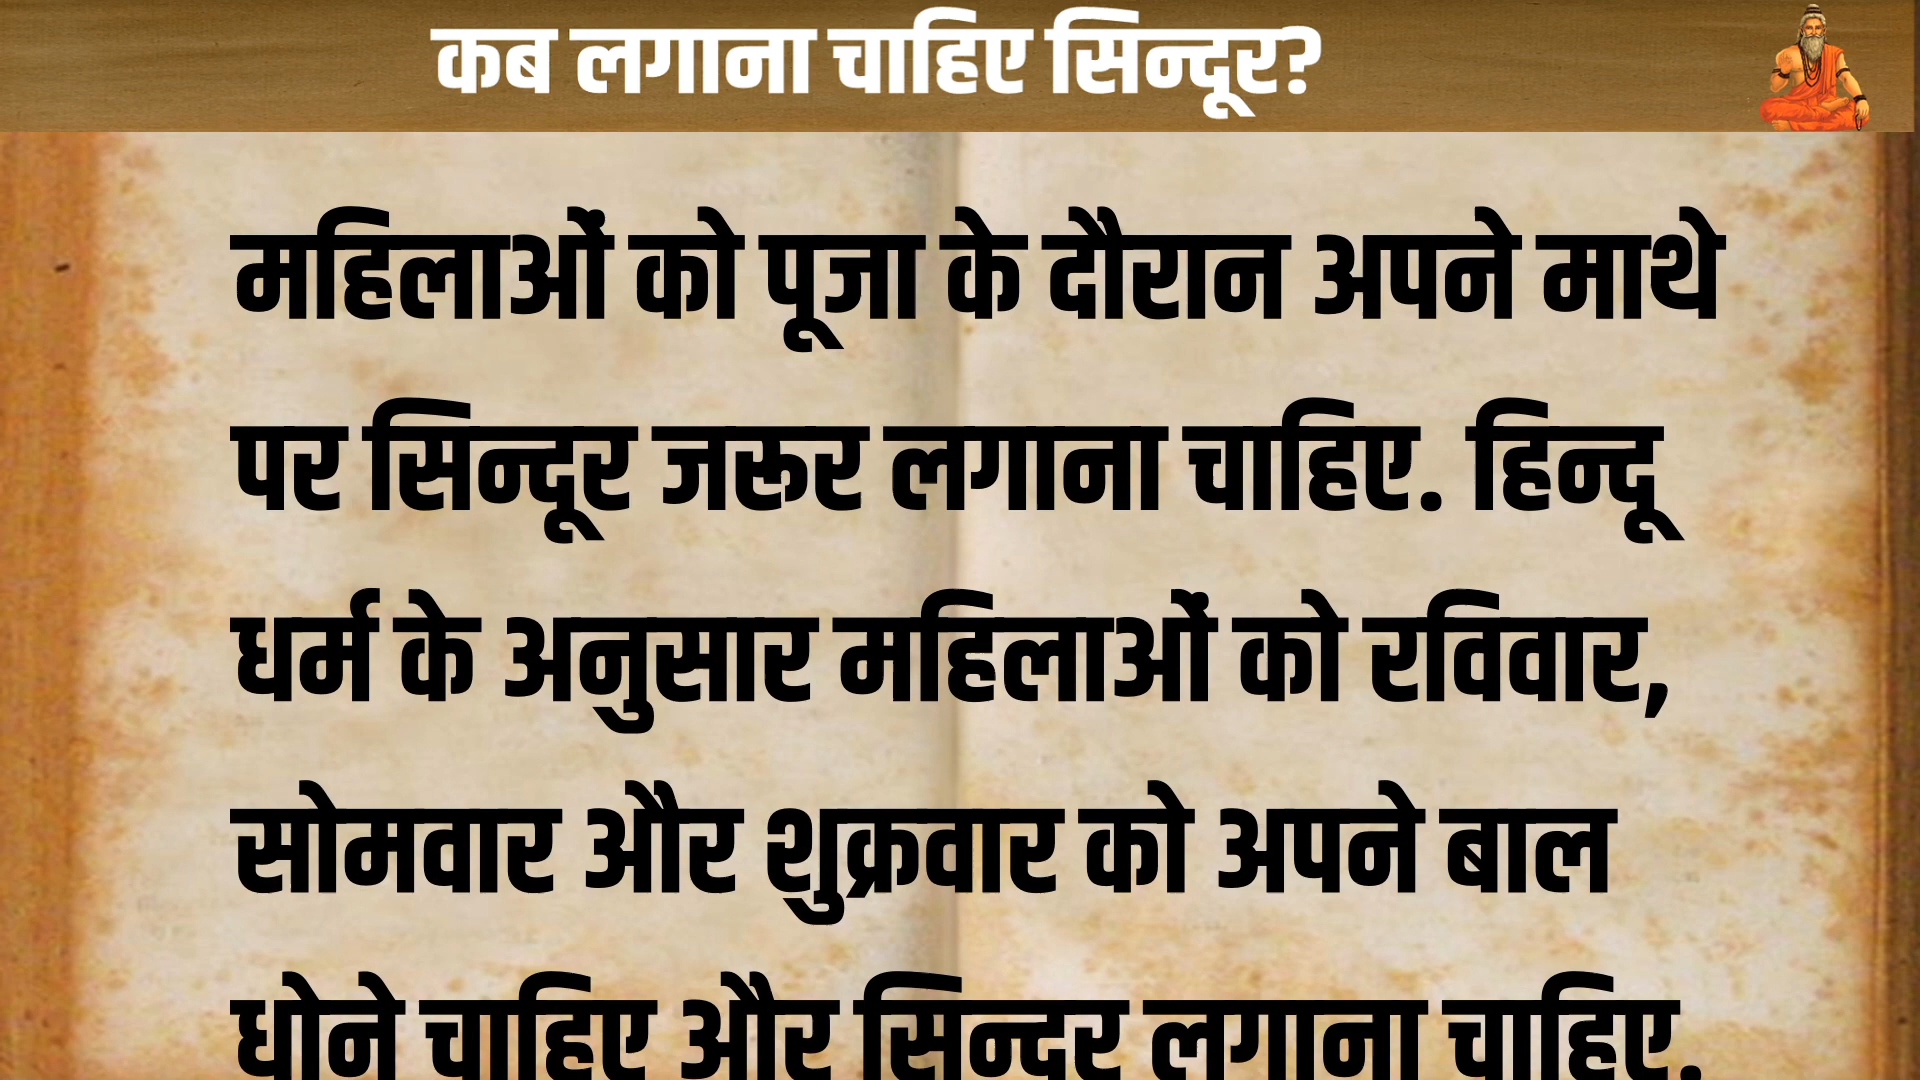 कब लगाना चाहिए सिन्दूर?
महिलाओं को पूजा के दौरान अपने माथे
पर सिन्दूर जरूर लगाना चाहिए. हिन्दू
धर्म के अनुसार महिलाओं को रविवार,
सोमवार और शुक्रवार को अपने बाल
धोने चाहिए और सिन्दूर लगाना चाहिए.